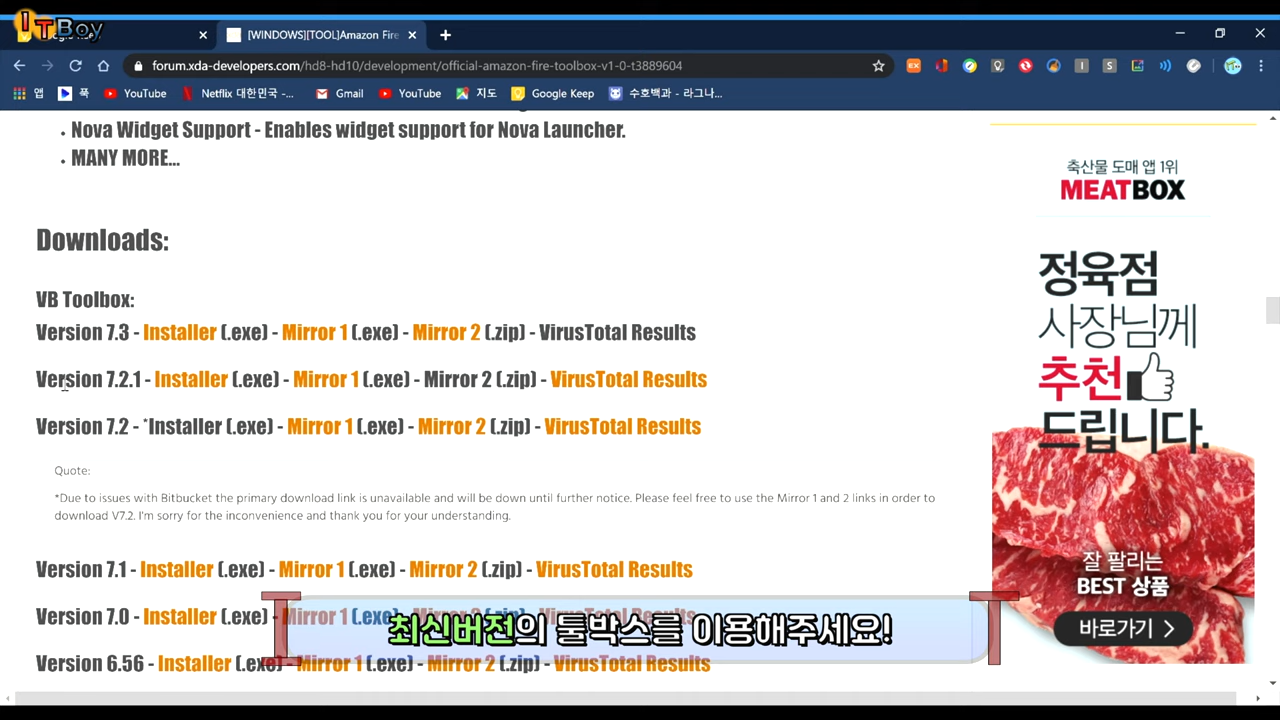 ITBoy
[WINDOWS][TOOL]Amazon Fire
forum.xda-developers.com/hd8-hd10/development/official-amazon-fire-toolbox-v1-0-t3889604
앱
푹
YouTube
Netflix 대한민국 -...
Gmail
YouTube
지도
Google Keep
수호백과 - 라그나...
• Nova Widget Support - Enables widget support for Nova Launcher.
• MANY MORE...
Downloads:
VB Toolbox:
Version 7.3 - Installer (.exe) - Mirror 1 (.exe) - Mirror 2 (.zip) - VirusTotal Results
Version 7.2.1 - Installer (.exe) - Mirror 1 (.exe) - Mirror 2 (.zip) - VirusTotal Results
Version 7.2 - *Installer (.exe) - Mirror 1 (.exe) - Mirror 2 (.zip) - VirusTotal Results
Quote:
*Due to issues with Bitbucket the primary download link is unavailable and will be down until further notice. Please feel free to use the Mirror 1 and 2 links in order to
download V7.2. I'm sorry for the inconvenience and thank you for your understanding.
Version 7.1 - Installer (.exe) - Mirror 1 (.exe) - Mirror 2 (.zip) - VirusTotal Results
Version 7.0 - Installer (.exe) - Mirror 1 (.exe) - Mirror 2 (.zip) - VirusTotal Results
Version 6.56 - Installer (.exe) - Mirror 1 (.exe) - Mirror 2 (.zip) - VirusTotal Results
최신버전의 툴박스를 이용해주세요!
축산물 도매 앱 1위
MEATBOX
정육점
사장님께
추천
드립니다.
잘 팔리는
BEST 상품
바로가기 >